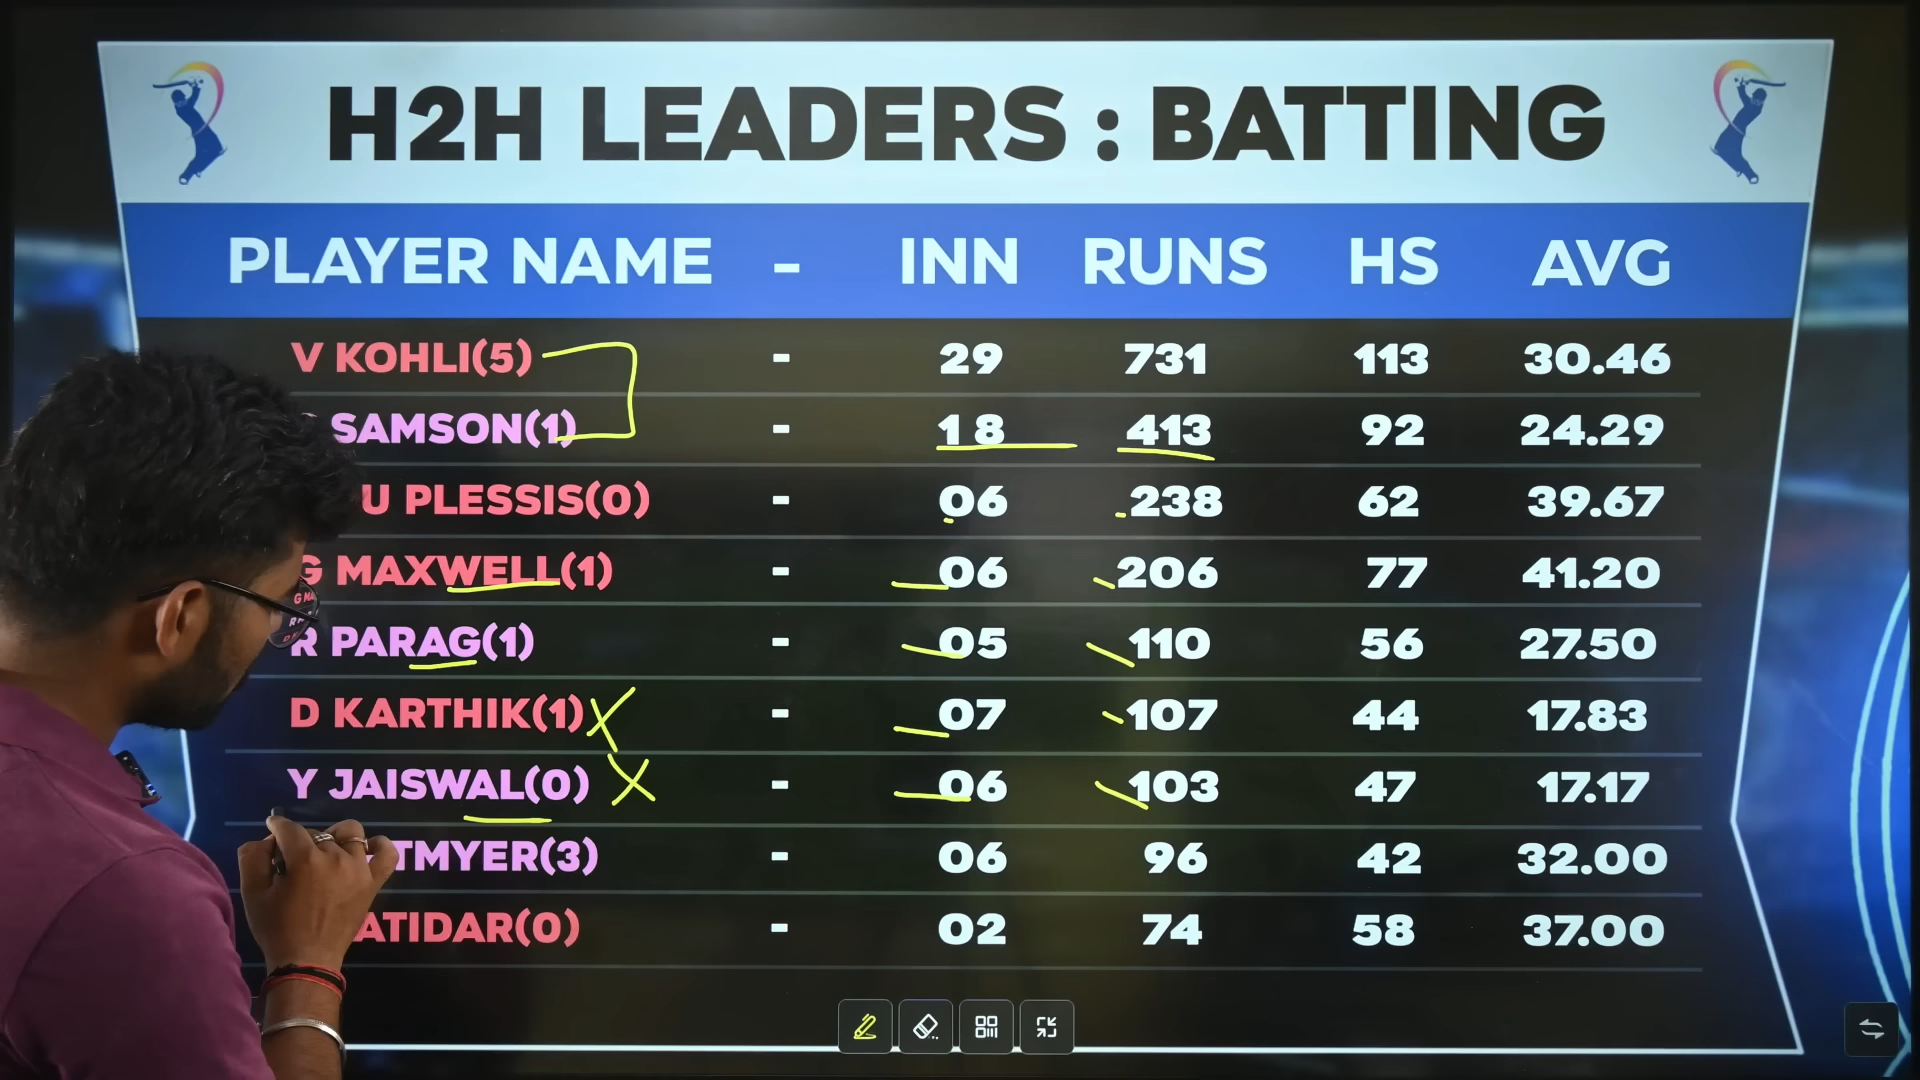 H2H LEADERS : BATTING
PLAYER NAME - INN RUNS HS AVG
V KOHLI(5) - 29 731 113 30.46
SAMSON(1) - 18 413 92 24.29
U PLESSIS(0) - 06 238 62 39.67
G MAXWELL(1) - 06 206 77 41.20
R PARAG(1) - 05 110 56 27.50
D KARTHIK(1) - 07 107 44 17.83
Y JAISWAL(0) - 06 103 47 17.17
TMYER(3) - 06 96 42 32.00
ATIDAR(0) - 02 74 58 37.00